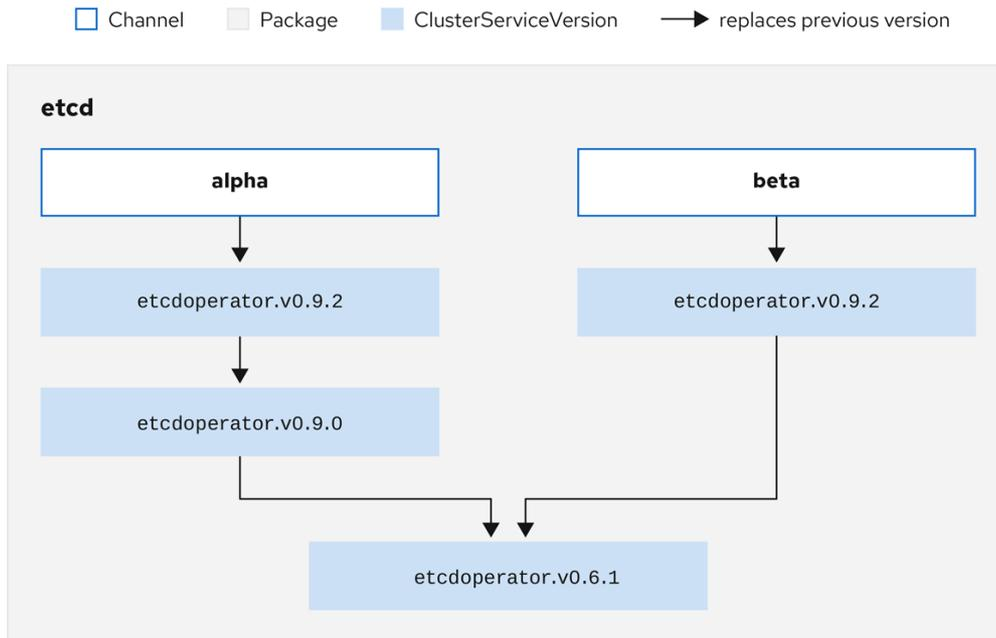 Channel Package ClusterServiceVersion replaces previous version
etcd
alpha beta
etcdoperator.v0.9.2 etcdoperator.v0.9.2
etcdoperator.v0.9.0
etcdoperator.v0.6.1